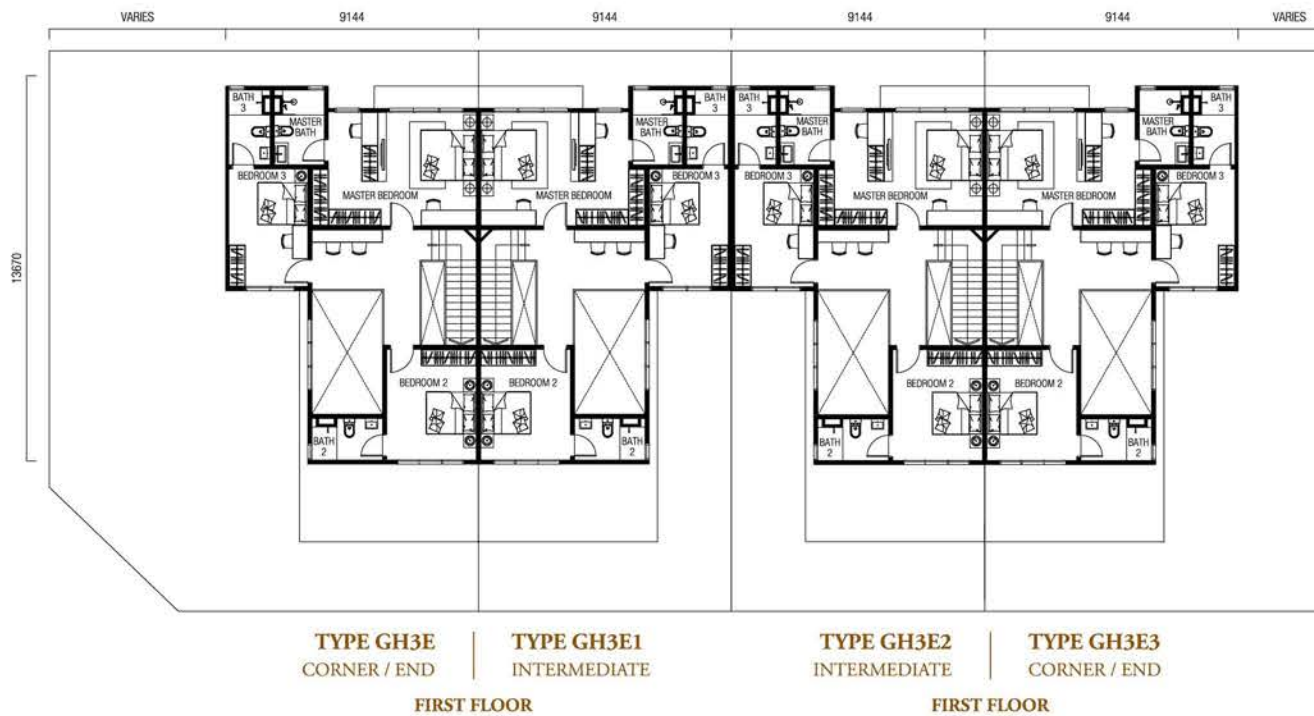 VARIES 9144 9144 9144 9144 VARIES
13670
BATH 3
MASTER BATH
BEDROOM 3
MASTER BEDROOM
BEDROOM 2
BATH 2
BATH 3
MASTER BATH
BEDROOM 3
MASTER BEDROOM
BEDROOM 2
BATH 2
BATH 3
MASTER BATH
BEDROOM 3
MASTER BEDROOM
BEDROOM 2
BATH 2
BATH 3
MASTER BATH
BEDROOM 3
MASTER BEDROOM
BEDROOM 2
BATH 2
TYPE GH3E
CORNER / END
TYPE GH3E1
INTERMEDIATE
FIRST FLOOR
TYPE GH3E2
INTERMEDIATE
TYPE GH3E3
CORNER / END
FIRST FLOOR